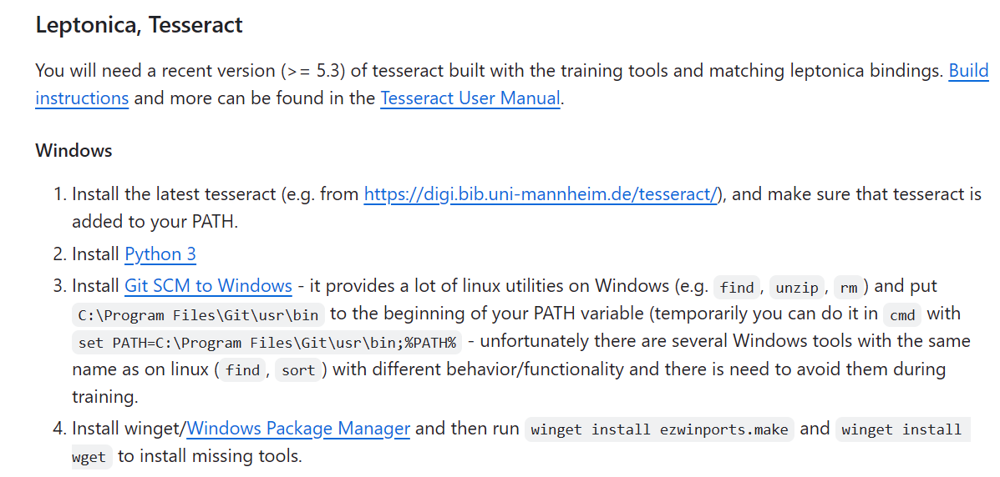 Leptonica, Tesseract
You will need a recent version (>= 5.3) of tesseract built with the training tools and matching leptonica bindings. Build
instructions and more can be found in the Tesseract User Manual.
Windows
1. Install the latest tesseract (e.g. from https://digi.bib.uni-mannheim.de/tesseract/), and make sure that tesseract is
added to your PATH.
2. Install Python 3
3. Install Git SCM to Windows - it provides a lot of linux utilities on Windows (e.g. find, unzip, rm) and put
C:\Program Files\Git\usr\bin to the beginning of your PATH variable (temporarily you can do it in cmd with
set PATH=C:\Program Files\Git\usr\bin;%PATH% - unfortunately there are several Windows tools with the same
name as on linux (find, sort) with different behavior/functionality and there is need to avoid them during
training.
4. Install winget/Windows Package Manager and then run winget install ezwinports.make and winget install
wget to install missing tools.